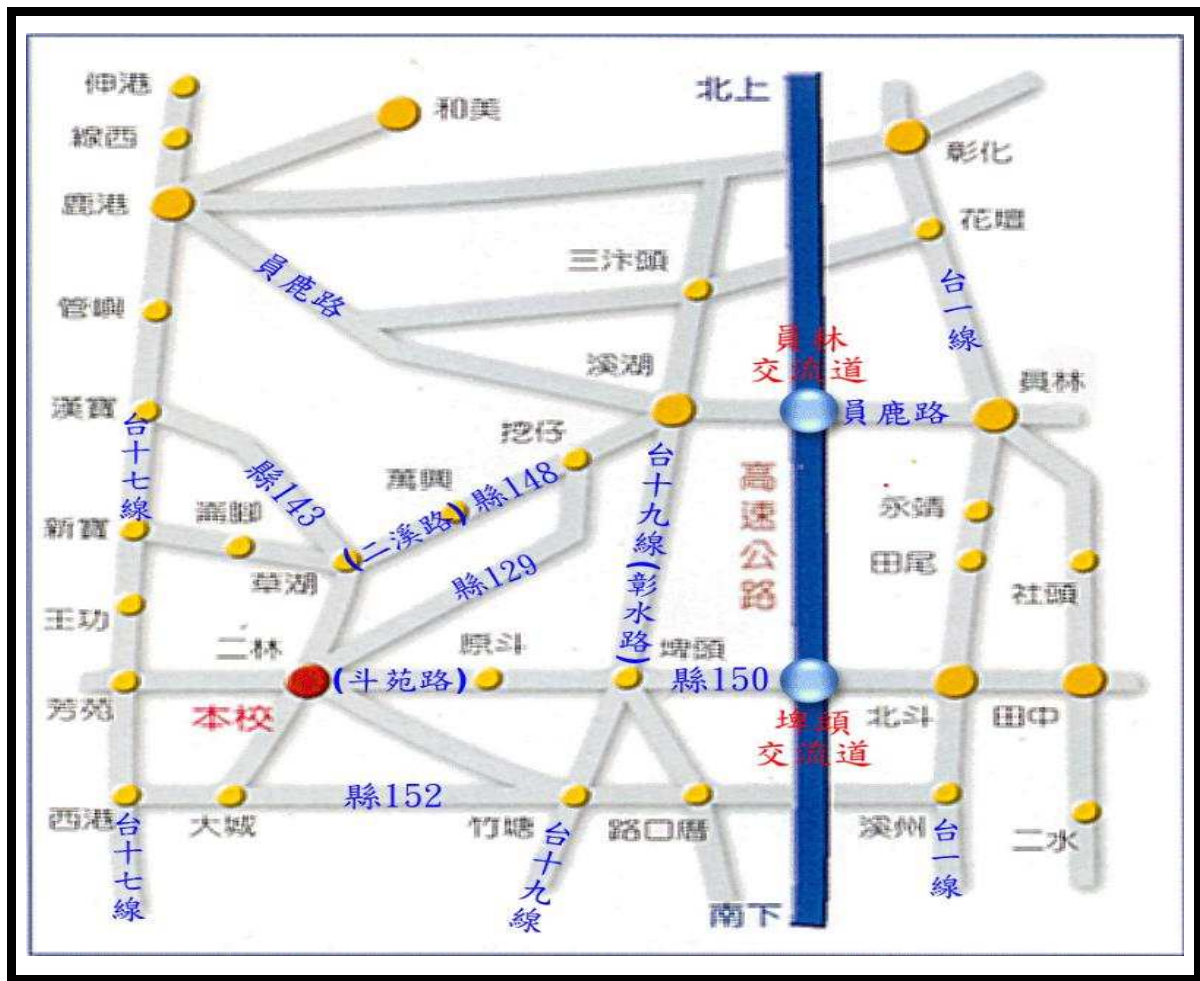 伸港
北上
和美
線西
彰化
鹿港
花壇
三汴頭
員鹿路
台一線
管嶼
員林
交流道
溪湖
員林
漢寶
員鹿路
挖仔
台十七線
縣143
萬興
縣148
台十九線(彰水路)
高速公路
永靖
新寶
(二溪路)
田尾
草湖
縣129
社頭
王功
二林
原斗
埤頭
(斗苑路)
縣150
芳苑
本校
北斗
田中
埤頭
交流道
縣152
西港
大城
竹塘
路口厝
溪州
二水
台十七線
台十九線
台一線
南下